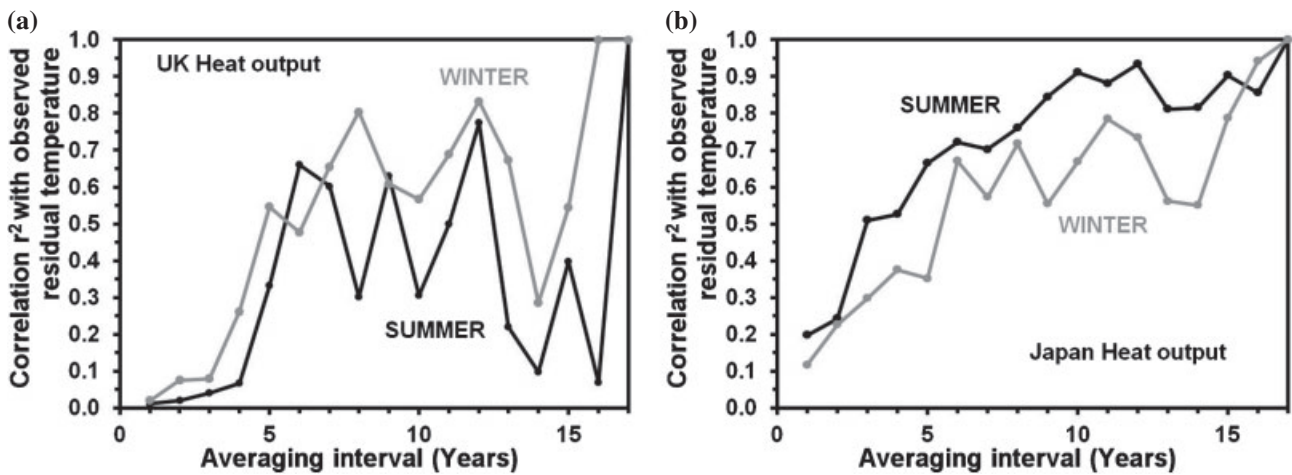 (a)
UK Heat output
WINTER
SUMMER
Correlation r² with observed
residual temperature
1.0
0.9
0.8
0.7
0.6
0.5
0.4
0.3
0.2
0.1
0.0
0
5
10
15
Averaging interval (Years)
(b)
SUMMER
WINTER
Japan Heat output
Correlation r² with observed
residual temperature
1.0
0.9
0.8
0.7
0.6
0.5
0.4
0.3
0.2
0.1
0.0
0
5
10
15
Averaging interval (Years)